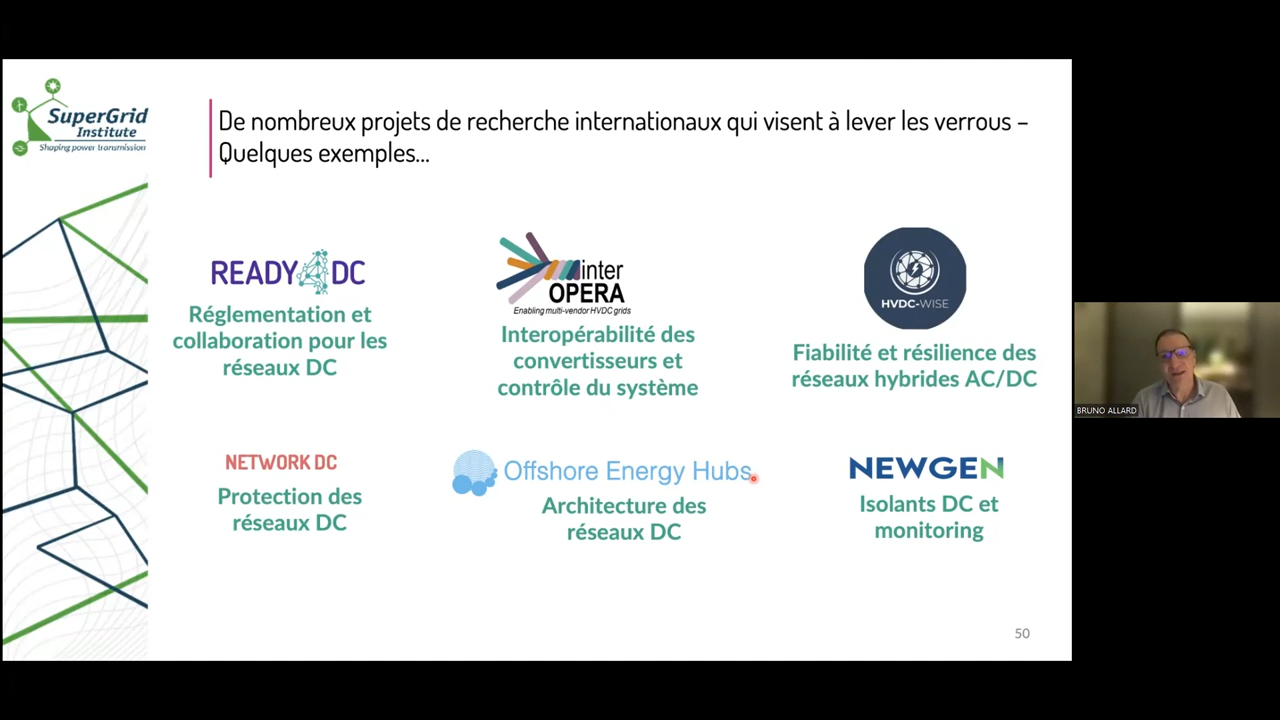 SuperGrid
Institute
Shaping power transmission
De nombreux projets de recherche internationaux qui visent à lever les verrous –
Quelques exemples...
READY4DC
Réglementation et
collaboration pour les
réseaux DC
inter
OPERA
Enabling multi-vendor HVDC grids
Interopérabilité des
convertisseurs et
contrôle du système
HVDC-WISE
Fiabilité et résilience des
réseaux hybrides AC/DC
NETWORK DC
Protection des
réseaux DC
Offshore Energy Hubs
Architecture des
réseaux DC
NEWGEN
Isolants DC et
monitoring
50
BRUNO ALLARD